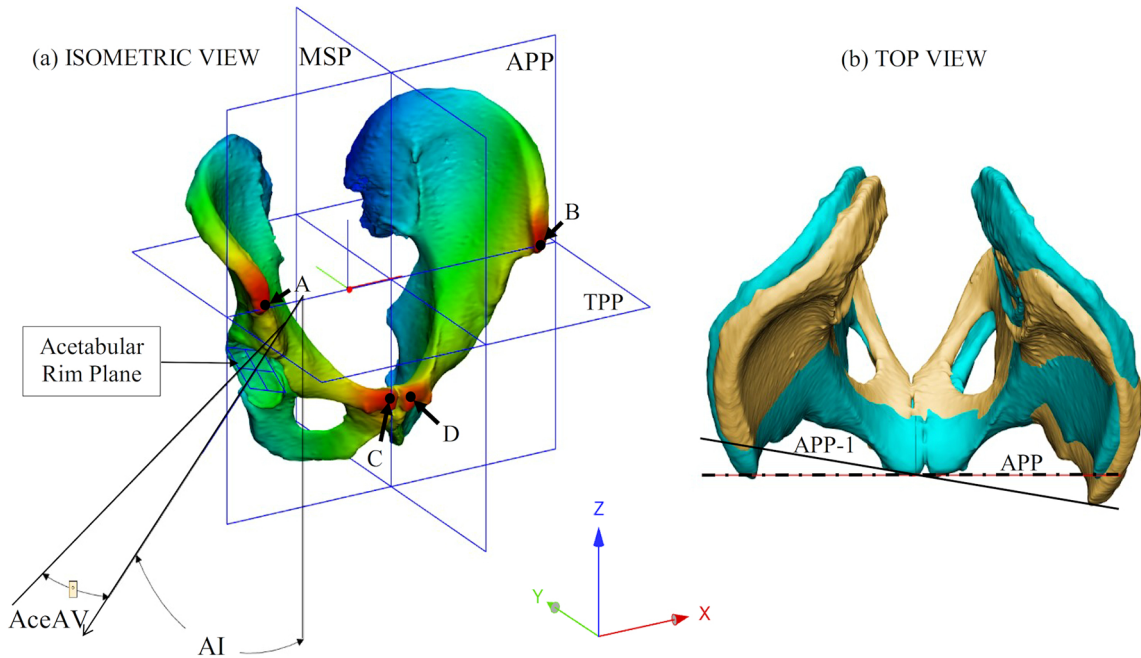 (a) ISOMETRIC VIEW
MSP
APP
(b) TOP VIEW
B
A
TPP
Acetabular
Rim Plane
D
C
APP-1
APP
Z
Y
X
AceAV
AI